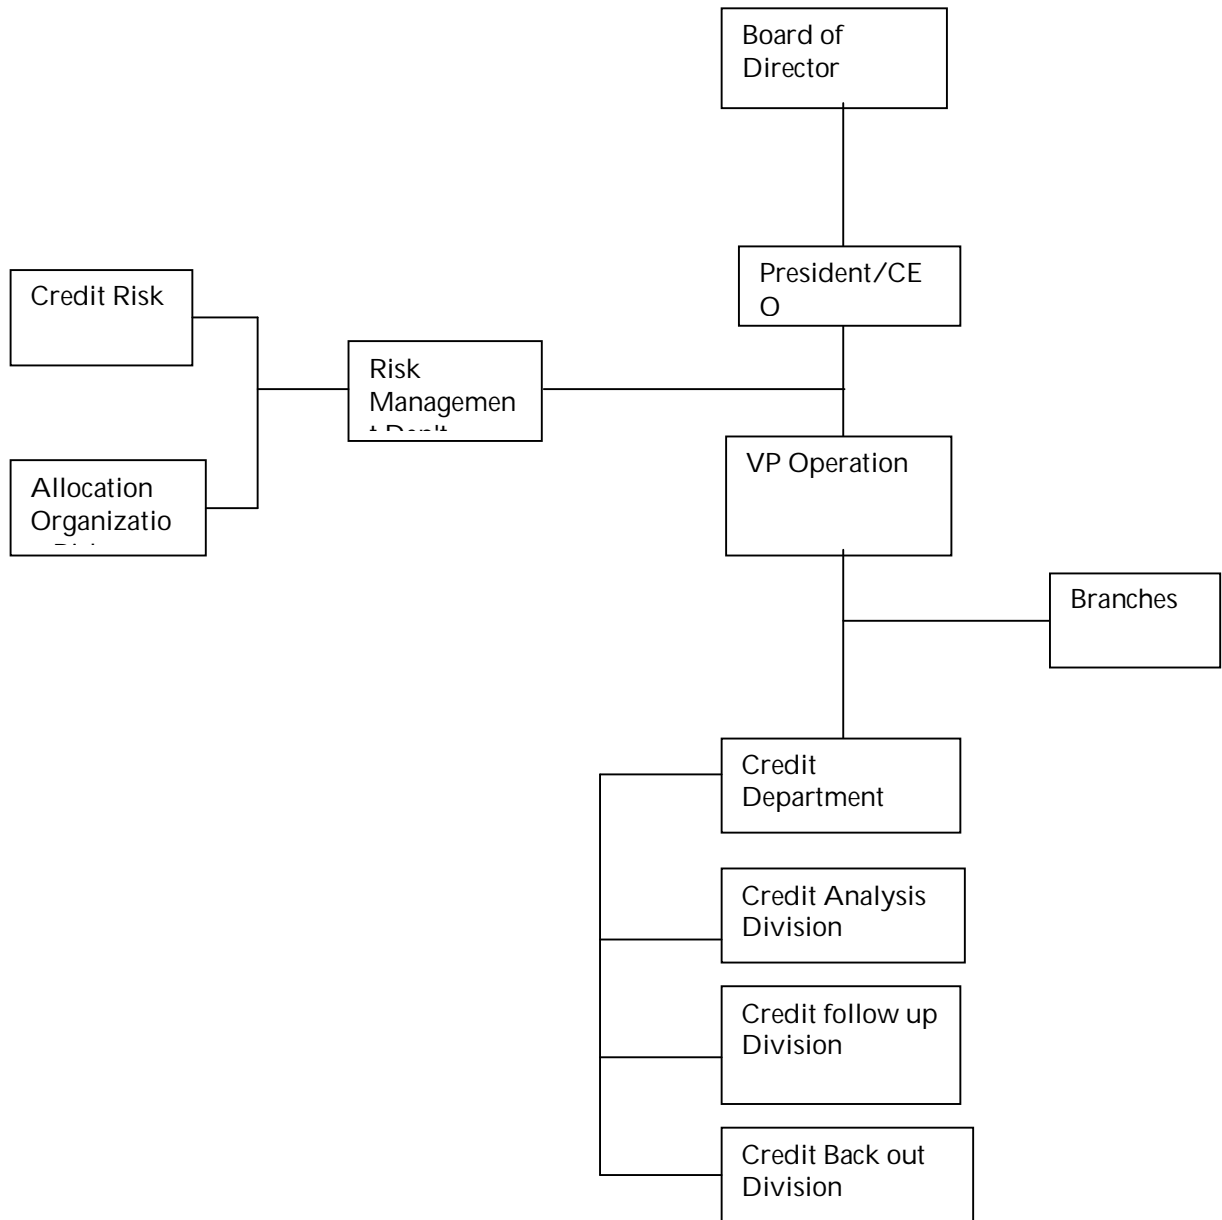 Board of
Director
President/CE
O
Credit Risk
Risk
Managemen
t Dep't
VP Operation
Allocation
Organizatio
Branches
Credit
Department
Credit Analysis
Division
Credit follow up
Division
Credit Back out
Division